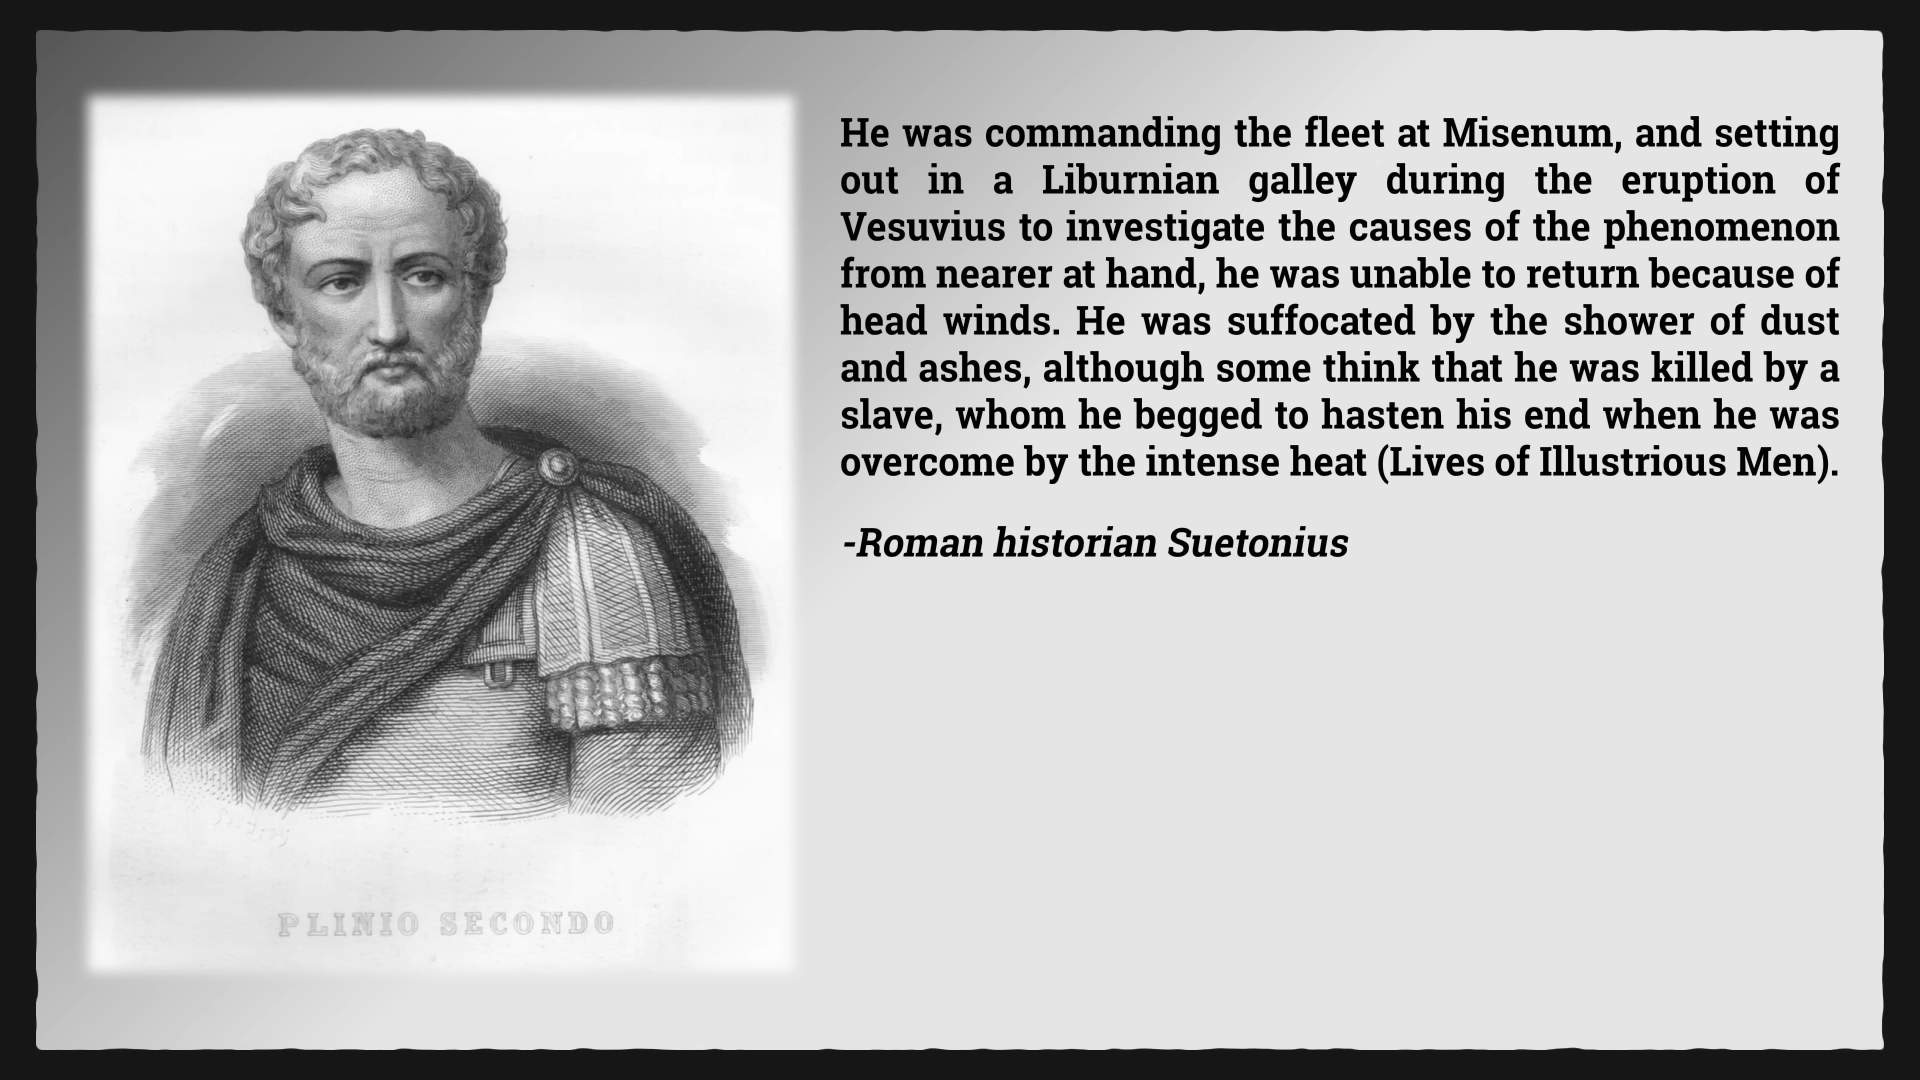 He was commanding the fleet at Misenum, and setting
out in a Liburnian galley during the eruption of
Vesuvius to investigate the causes of the phenomenon
from nearer at hand, he was unable to return because of
head winds. He was suffocated by the shower of dust
and ashes, although some think that he was killed by a
slave, whom he begged to hasten his end when he was
overcome by the intense heat (Lives of Illustrious Men).
-Roman historian Suetonius
PLINIO SECONDO